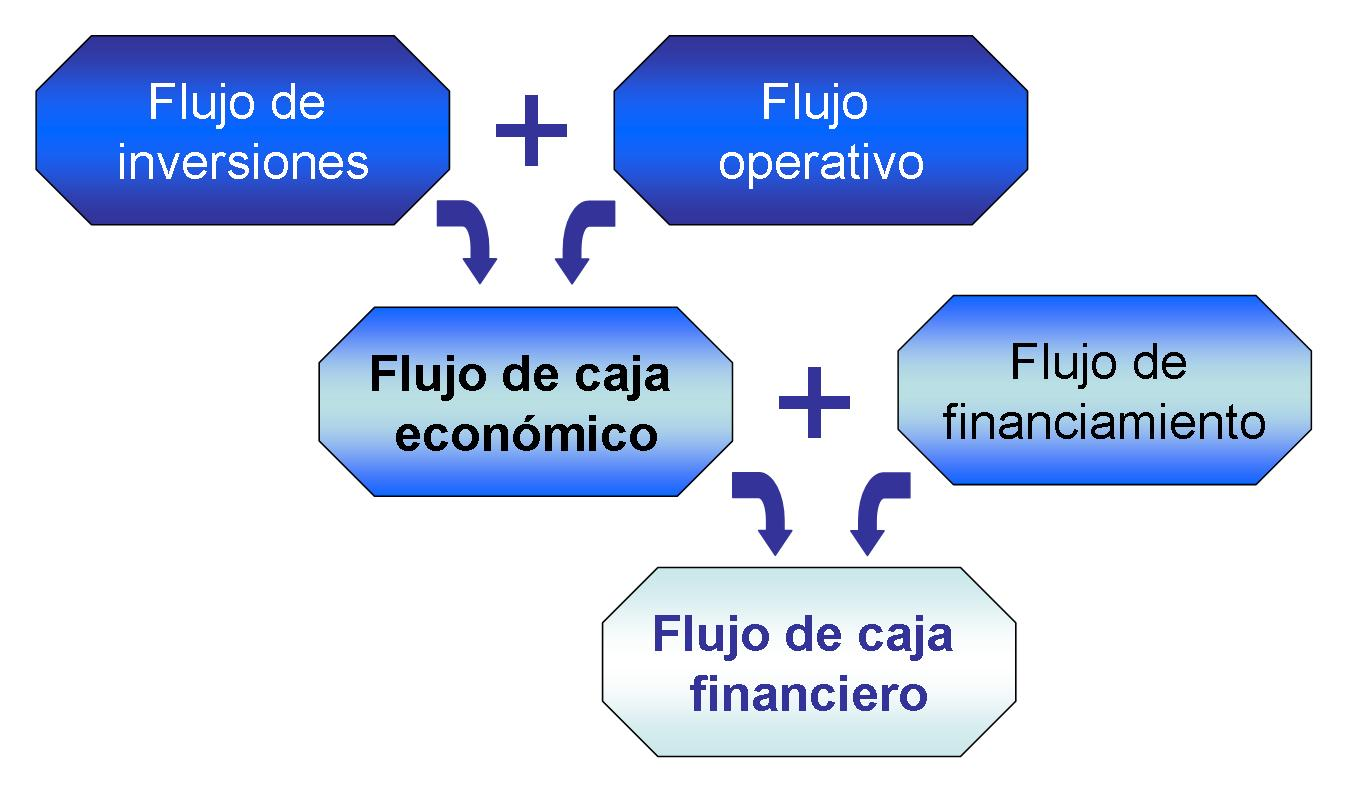 Flujo de
inversiones
+
Flujo
operativo
Flujo de caja
económico
+
Flujo de
financiamiento
Flujo de caja
financiero